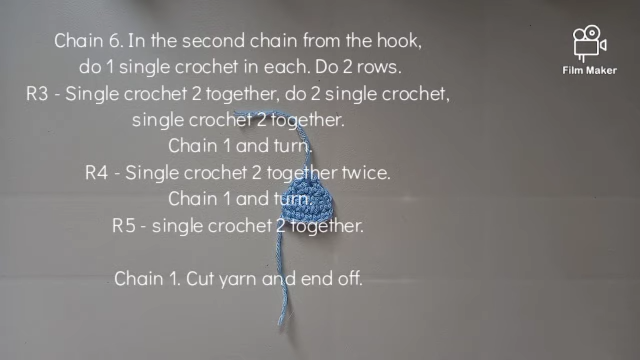 Chain 6. In the second chain from the hook,
do 1 single crochet in each. Do 2 rows.
R3 - Single crochet 2 together, do 2 single crochet,
single crochet 2 together.
Chain 1 and turn.
R4 - Single crochet 2 together twice.
Chain 1 and turn.
R5 - single crochet 2 together.
Chain 1. Cut yarn and end off.
Film Maker